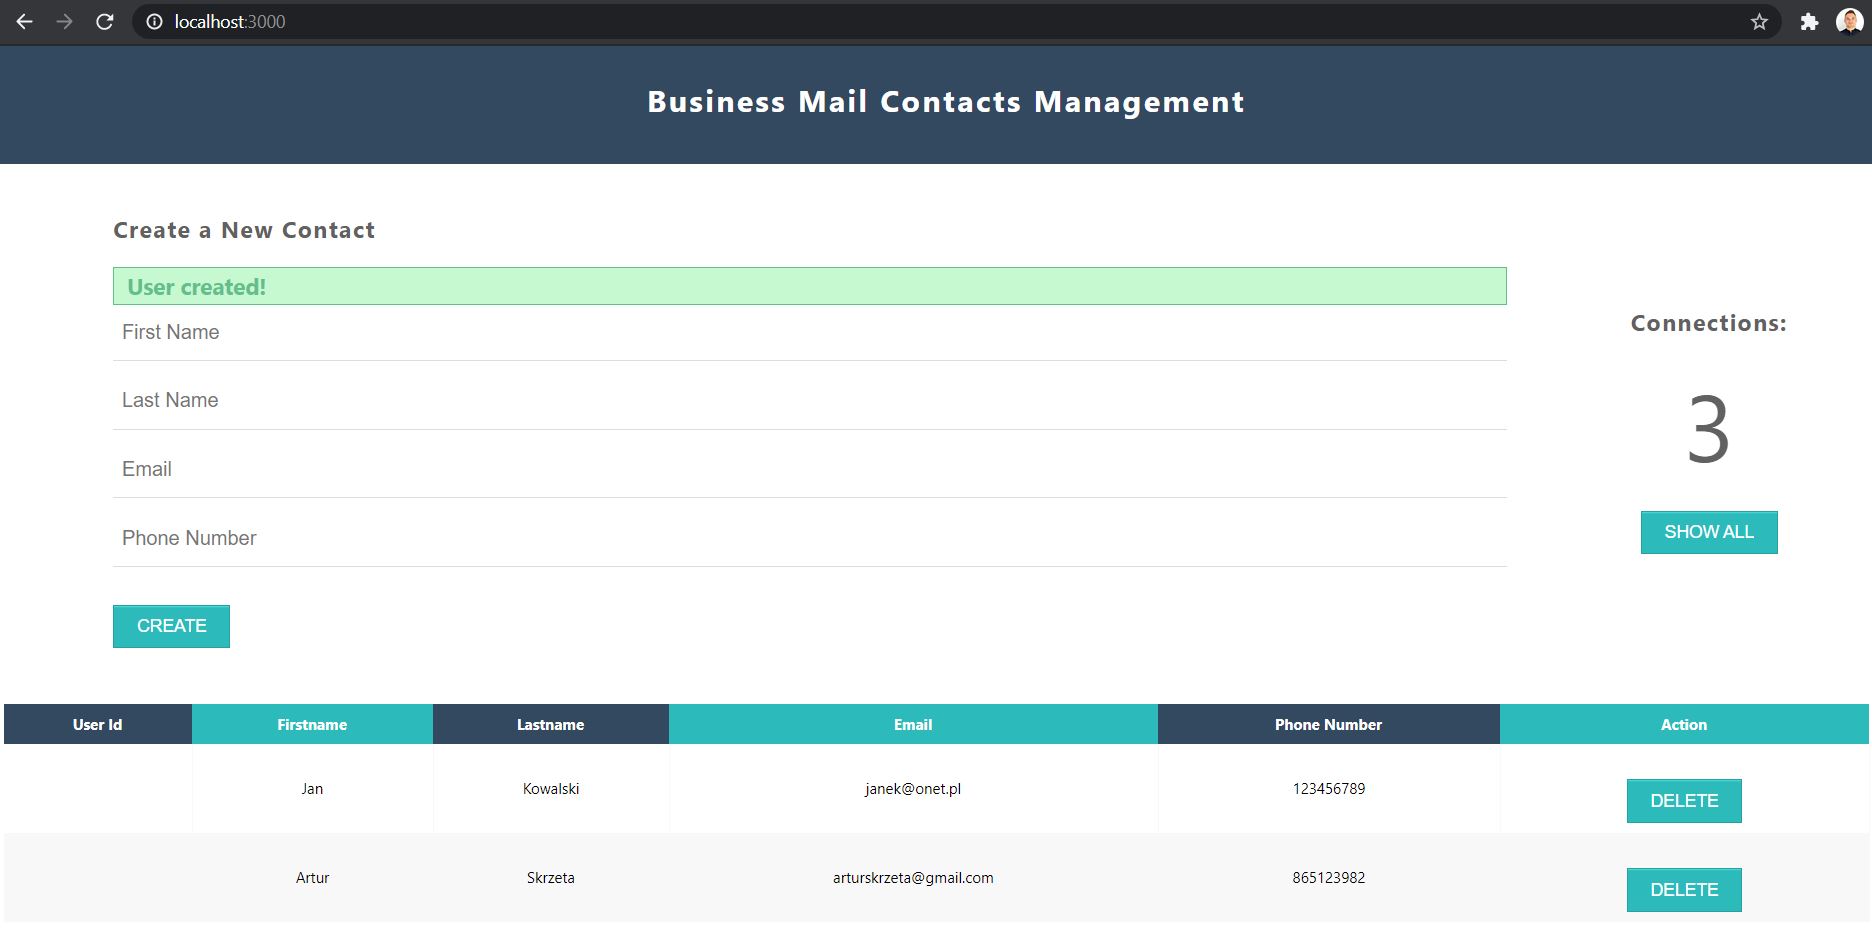 localhost:3000
Business Mail Contacts Management
Create a New Contact
User created!
First Name
Last Name
Email
Phone Number
CREATE
Connections:
3
SHOW ALL
User Id Firstname Lastname Email Phone Number Action
Jan Kowalski janek@onet.pl 123456789 DELETE
Artur Skrzeta arturskrzeta@gmail.com 865123982 DELETE